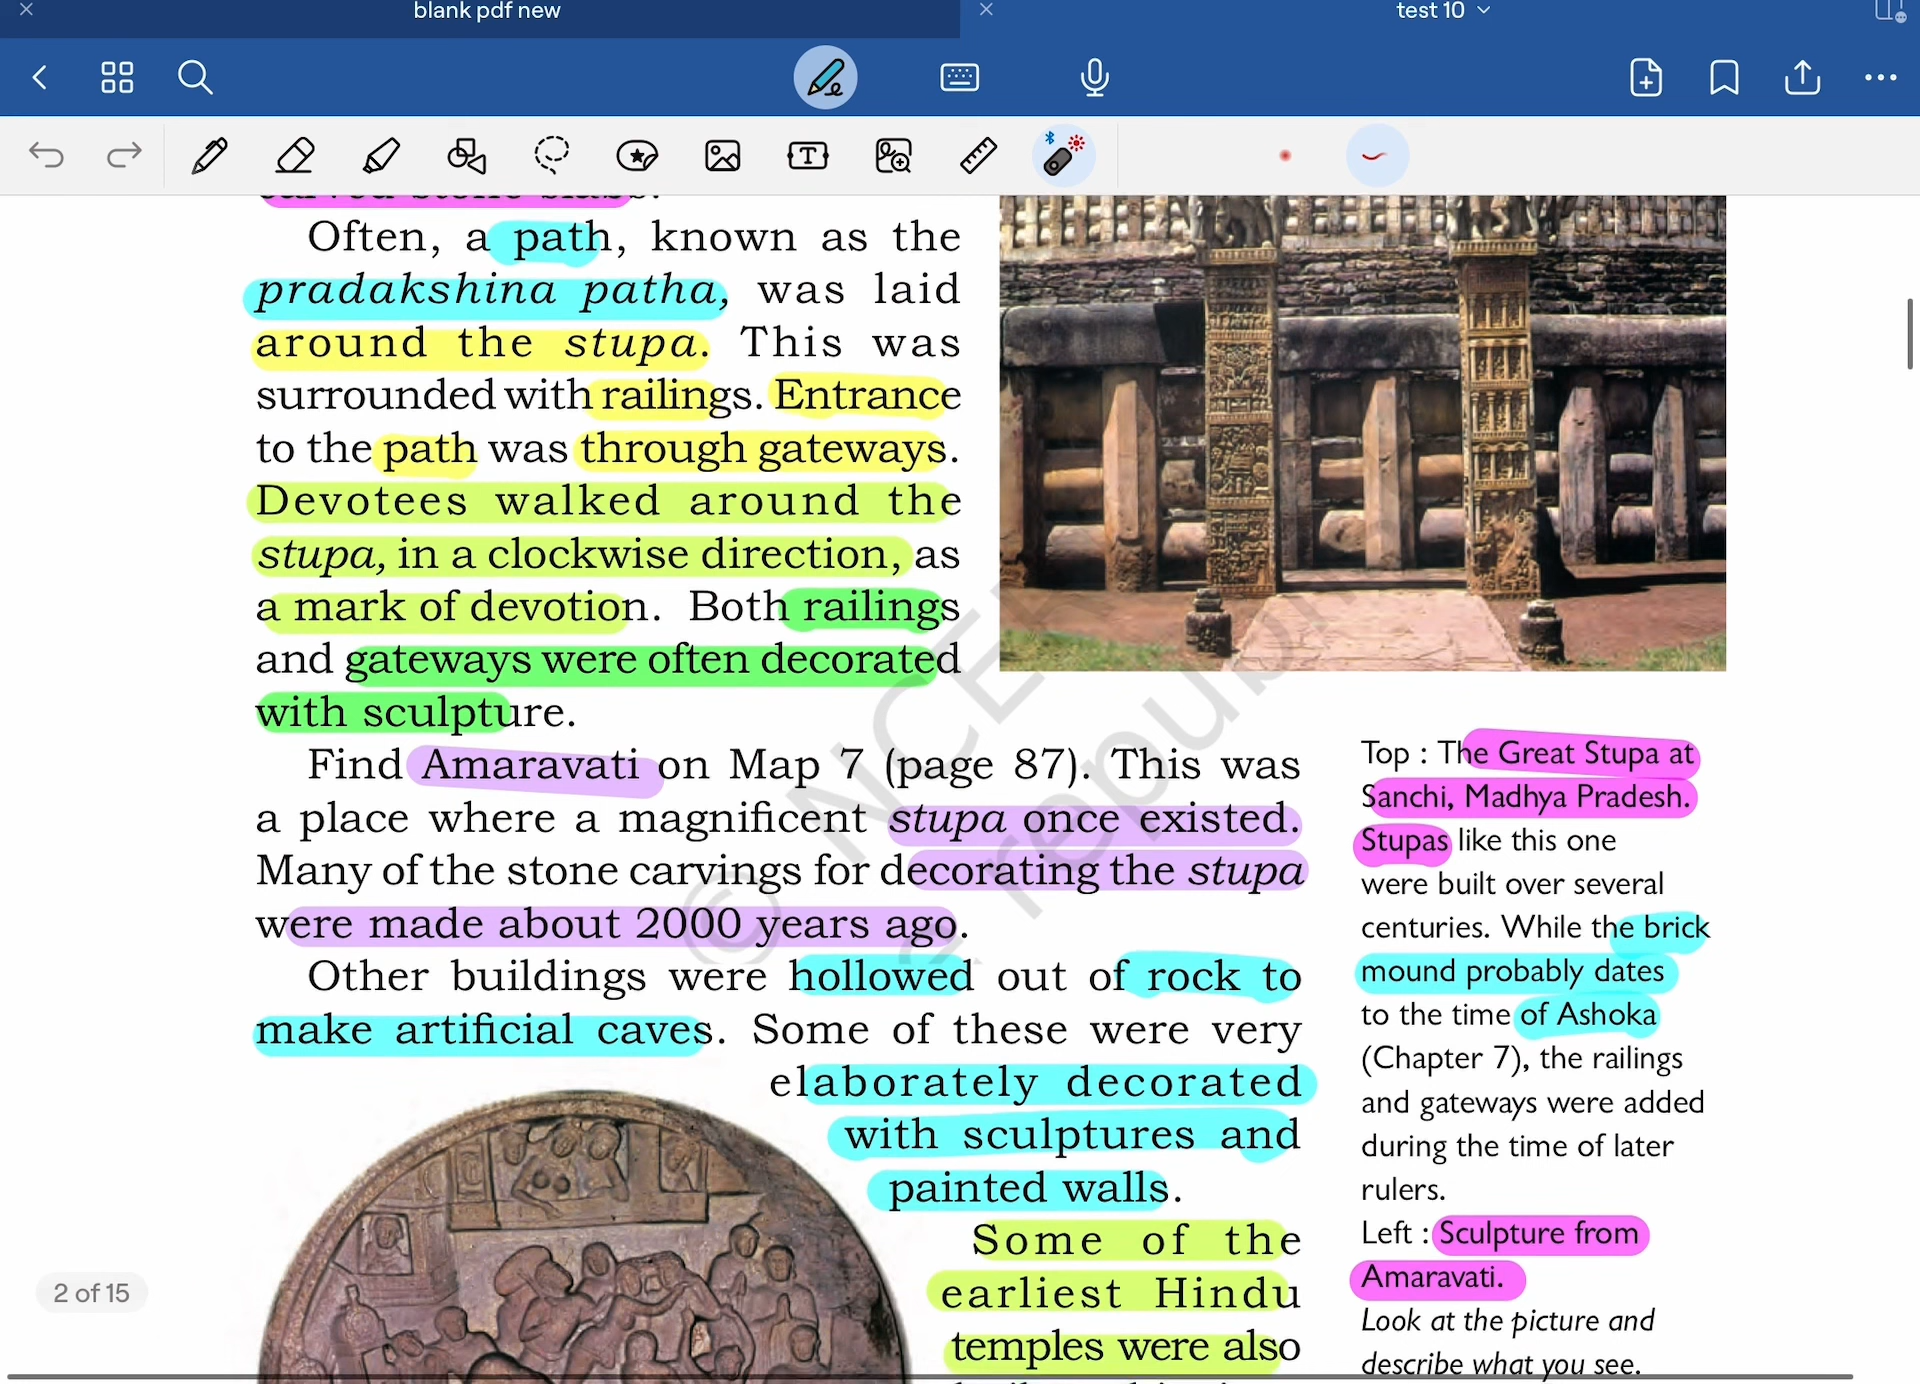 blank pdf new
test 10
carved stone slabs.
Often, a path, known as the
pradakshina patha, was laid
around the stupa. This was
surrounded with railings. Entrance
to the path was through gateways.
Devotees walked around the
stupa, in a clockwise direction, as
a mark of devotion. Both railings
and gateways were often decorated
with sculpture.
Find Amaravati on Map 7 (page 87). This was
a place where a magnificent stupa once existed.
Many of the stone carvings for decorating the stupa
were made about 2000 years ago.
Other buildings were hollowed out of rock to
make artificial caves. Some of these were very
elaborately decorated
with sculptures and
painted walls.
Some of the
earliest Hindu
temples were also
Top : The Great Stupa at
Sanchi, Madhya Pradesh.
Stupas like this one
were built over several
centuries. While the brick
mound probably dates
to the time of Ashoka
(Chapter 7), the railings
and gateways were added
during the time of later
rulers.
Left : Sculpture from
Amaravati.
Look at the picture and
describe what you see.
2 of 15
© NCER
republ